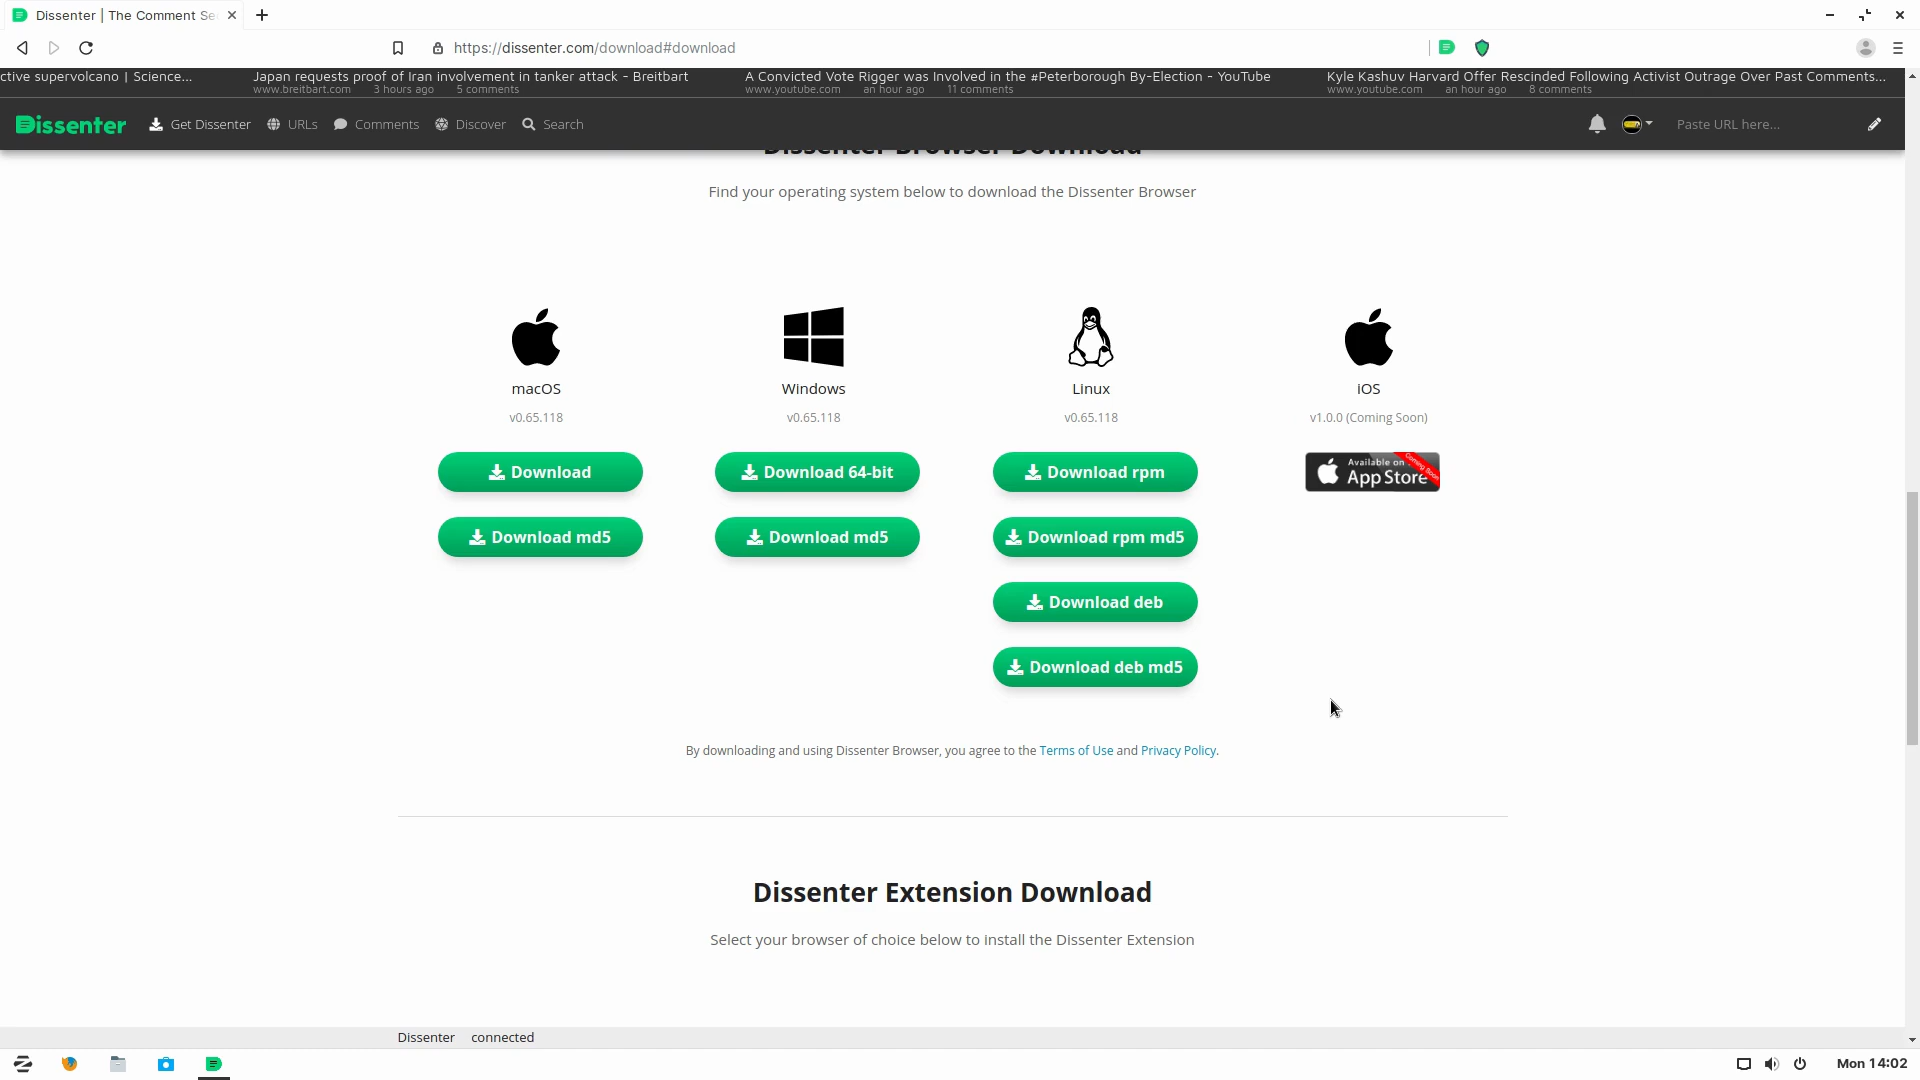 Dissenter | The Comment Se
https://dissenter.com/download#download
ctive supervolcano | Science...
www.breitbart.com 3 hours ago 5 comments
Japan requests proof of Iran involvement in tanker attack - Breitbart
A Convicted Vote Rigger was Involved in the #Peterborough By-Election - YouTube
www.youtube.com an hour ago 11 comments
Kyle Kashuv Harvard Offer Rescinded Following Activist Outrage Over Past Comments...
www.youtube.com an hour ago 8 comments
Dissenter
Get Dissenter
URLs
Comments
Discover
Search
Paste URL here...
Dissenter Browser Download
Find your operating system below to download the Dissenter Browser
macOS
v0.65.118
Download
Download md5
Windows
v0.65.118
Download 64-bit
Download md5
Linux
v0.65.118
Download rpm
Download rpm md5
Download deb
Download deb md5
iOS
v1.0.0 (Coming Soon)
Available on
App Store
Coming Soon
By downloading and using Dissenter Browser, you agree to the Terms of Use and Privacy Policy.
Dissenter Extension Download
Select your browser of choice below to install the Dissenter Extension
Dissenter connected
Mon 14:02